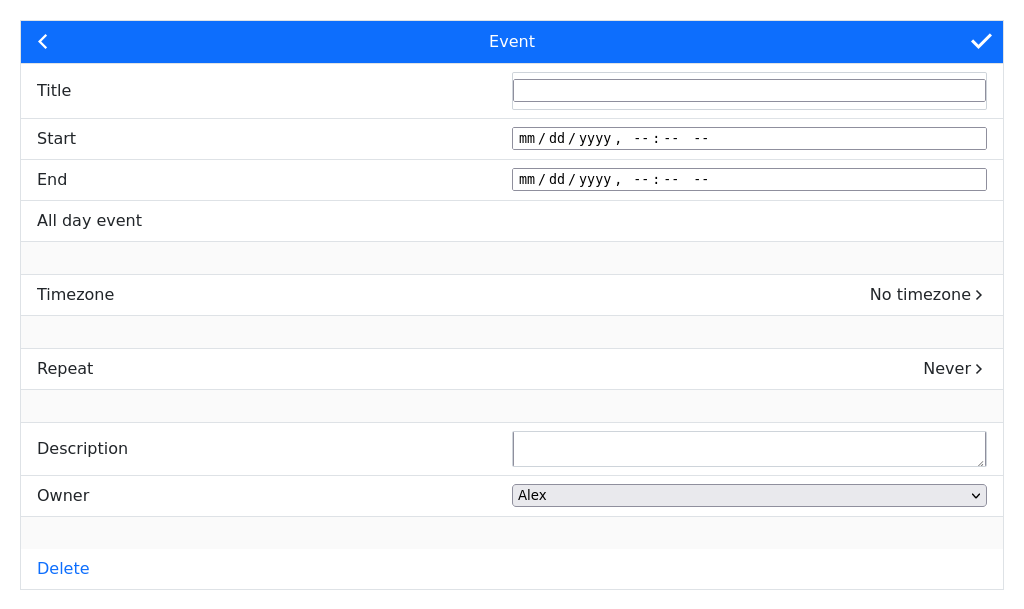 Event
Title
Start mm/dd/yyyy, --:-- --
End mm/dd/yyyy, --:-- --
All day event
Timezone No timezone
Repeat Never
Description
Owner Alex
Delete